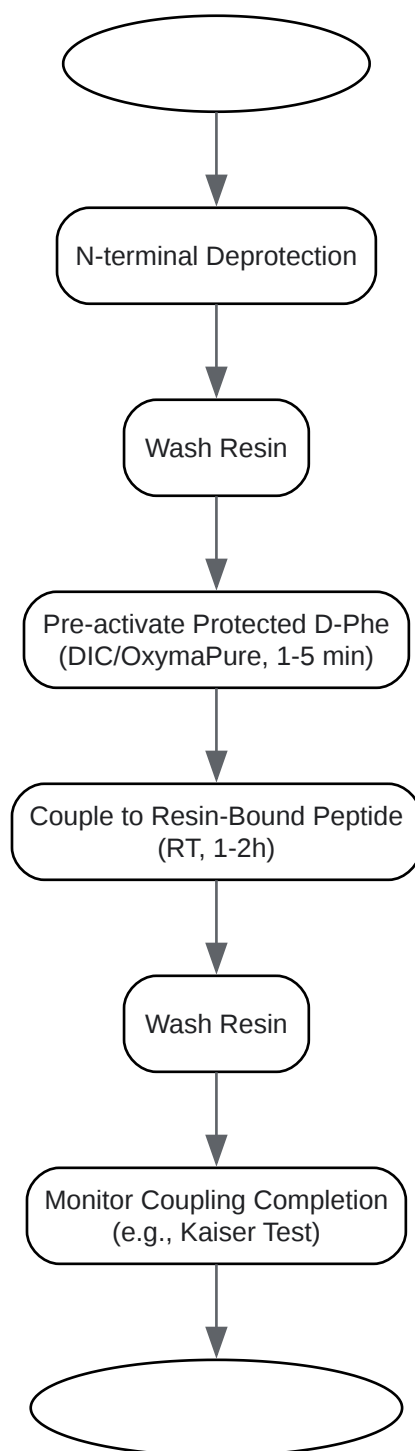 N-terminal Deprotection
Wash Resin
Pre-activate Protected D-Phe
(DIC/OxymaPure, 1-5 min)
Couple to Resin-Bound Peptide
(RT, 1-2h)
Wash Resin
Monitor Coupling Completion
(e.g., Kaiser Test)